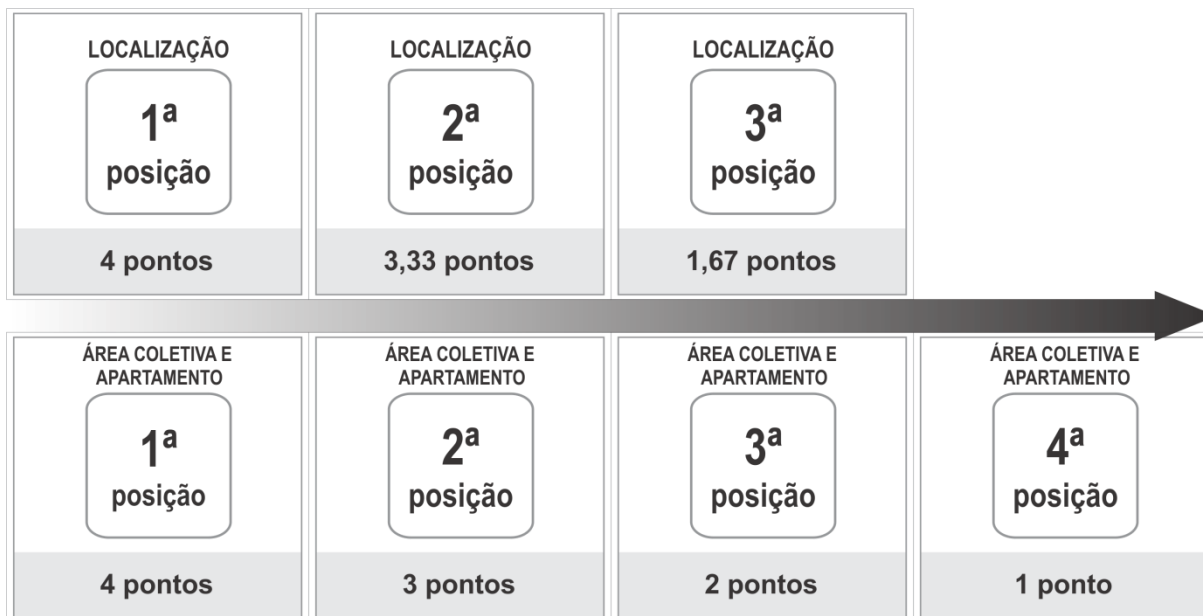 LOCALIZAÇÃO
1ª
posição
4 pontos
LOCALIZAÇÃO
2ª
posição
3,33 pontos
LOCALIZAÇÃO
3ª
posição
1,67 pontos
ÁREA COLETIVA E
APARTAMENTO
1ª
posição
4 pontos
ÁREA COLETIVA E
APARTAMENTO
2ª
posição
3 pontos
ÁREA COLETIVA E
APARTAMENTO
3ª
posição
2 pontos
ÁREA COLETIVA E
APARTAMENTO
4ª
posição
1 ponto